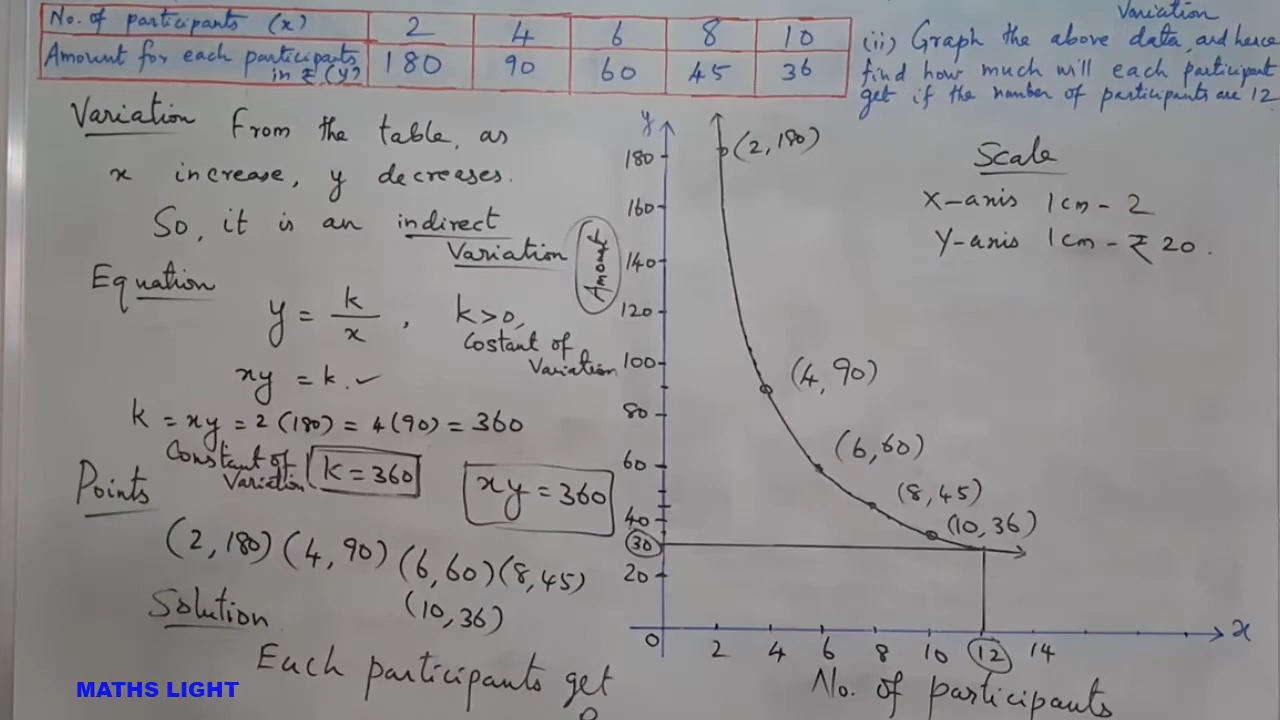 No. of participants (x) 2 4 6 8 10
Amount for each participants in ₹ (y) 180 90 60 45 36
Variation
(ii) Graph the above data, and hence
find how much will each participant
get if the number of participants are 12
Variation From the table, as
x increase, y decreases.
So, it is an indirect
Variation
Equation
y = k/x , k>0,
Costant of
Variation
xy = k. ✓
k = xy = 2 (180) = 4(90) = 360
Constant of
Variation
k = 360
xy = 360
Points
(2, 180) (4, 90) (6, 60) (8, 45)
(10, 36)
Solution
Each participants get
Scale
X-axis 1cm - 2
Y-axis 1cm - ₹ 20.
y
Amount
180
160
140
120
100
80
60
40
30
20
0
(2, 180)
(4, 90)
(6, 60)
(8, 45)
(10, 36)
2 4 6 8 10 12 14
x
No. of participants
MATHS LIGHT